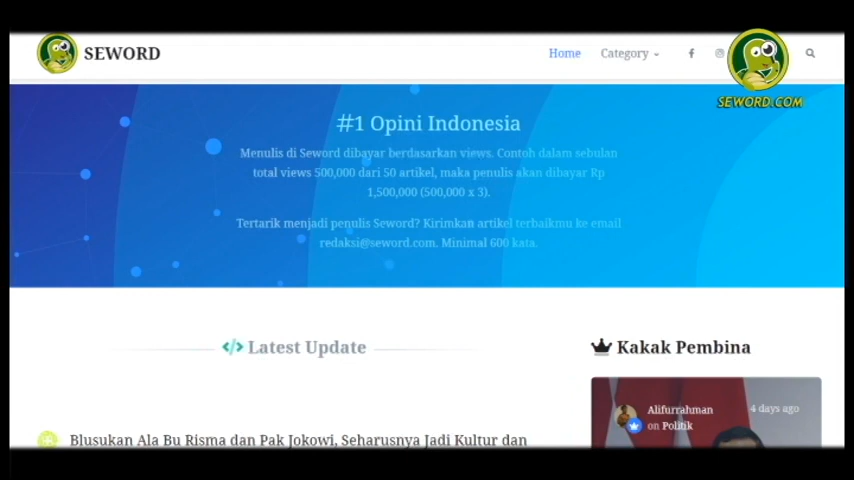 SEWORD
Home
Category
SEWORD.COM
#1 Opini Indonesia
Menulis di Seword dibayar berdasarkan views. Contoh dalam sebulan
total views 500,000 dari 50 artikel, maka penulis akan dibayar Rp
1,500,000 (500,000 x 3).
Tertarik menjadi penulis Seword? Kirimkan artikel terbaikmu ke email
redaksi@seword.com. Minimal 600 kata.
</> Latest Update
Kakak Pembina
Alifurrahman
4 days ago
on Politik
Blusukan Ala Bu Risma dan Pak Jokowi, Seharusnya Jadi Kultur dan